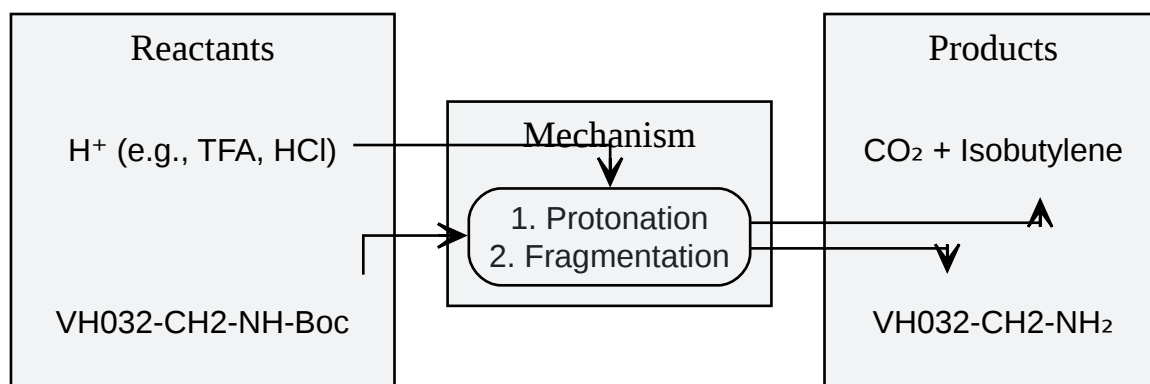 Reactants
H⁺ (e.g., TFA, HCl)
VH032-CH2-NH-Boc
Mechanism
1. Protonation
2. Fragmentation
Products
CO₂ + Isobutylene
VH032-CH2-NH₂